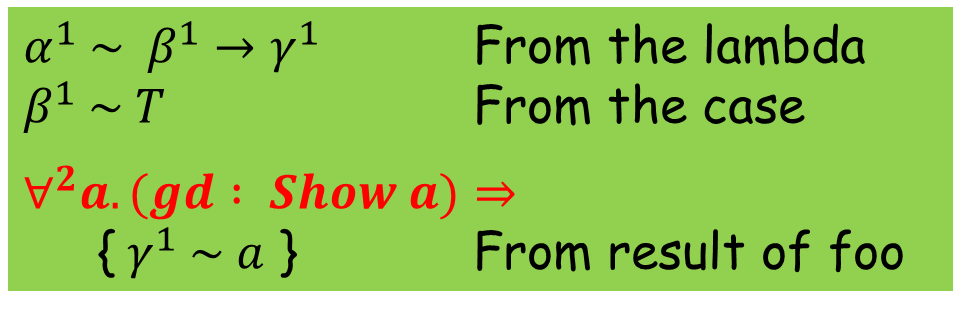 α¹ ~ β¹ → γ¹ From the lambda
β¹ ~ T From the case
∀²a. (gd : Show a) ⇒
{ γ¹ ~ a } From result of foo